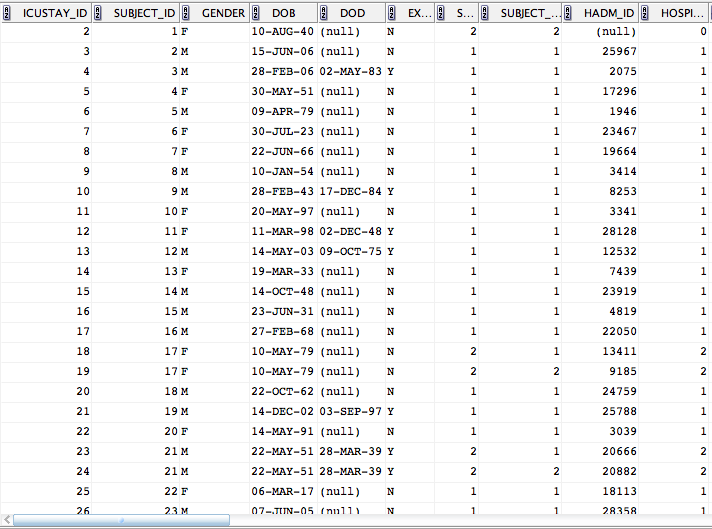 ICUSTAY_ID SUBJECT_ID GENDER DOB DOD EX... S... SUBJECT_... HADM_ID HOSPI...
2 1 F 10-AUG-40 (null) N 2 2 (null) 0
3 2 M 15-JUN-06 (null) N 1 1 25967 1
4 3 M 28-FEB-06 02-MAY-83 Y 1 1 2075 1
5 4 F 30-MAY-51 (null) N 1 1 17296 1
6 5 M 09-APR-79 (null) N 1 1 1946 1
7 6 F 30-JUL-23 (null) N 1 1 23467 1
8 7 F 22-JUN-66 (null) N 1 1 19664 1
9 8 M 10-JAN-54 (null) N 1 1 3414 1
10 9 M 28-FEB-43 17-DEC-84 Y 1 1 8253 1
11 10 F 20-MAY-97 (null) N 1 1 3341 1
12 11 F 11-MAR-98 02-DEC-48 Y 1 1 28128 1
13 12 M 14-MAY-03 09-OCT-75 Y 1 1 12532 1
14 13 F 19-MAR-33 (null) N 1 1 7439 1
15 14 M 14-OCT-48 (null) N 1 1 23919 1
16 15 M 23-JUN-31 (null) N 1 1 4819 1
17 16 M 27-FEB-68 (null) N 1 1 22050 1
18 17 F 10-MAY-79 (null) N 2 1 13411 2
19 17 F 10-MAY-79 (null) N 2 2 9185 2
20 18 M 22-OCT-62 (null) N 1 1 24759 1
21 19 M 14-DEC-02 03-SEP-97 Y 1 1 25788 1
22 20 F 14-MAY-91 (null) N 1 1 3039 1
23 21 M 22-MAY-51 28-MAR-39 Y 2 1 20666 2
24 21 M 22-MAY-51 28-MAR-39 Y 2 2 20882 2
25 22 F 06-MAR-17 (null) N 1 1 18113 1
26 23 M 07-JUN-05 (null) N 1 1 28358 1